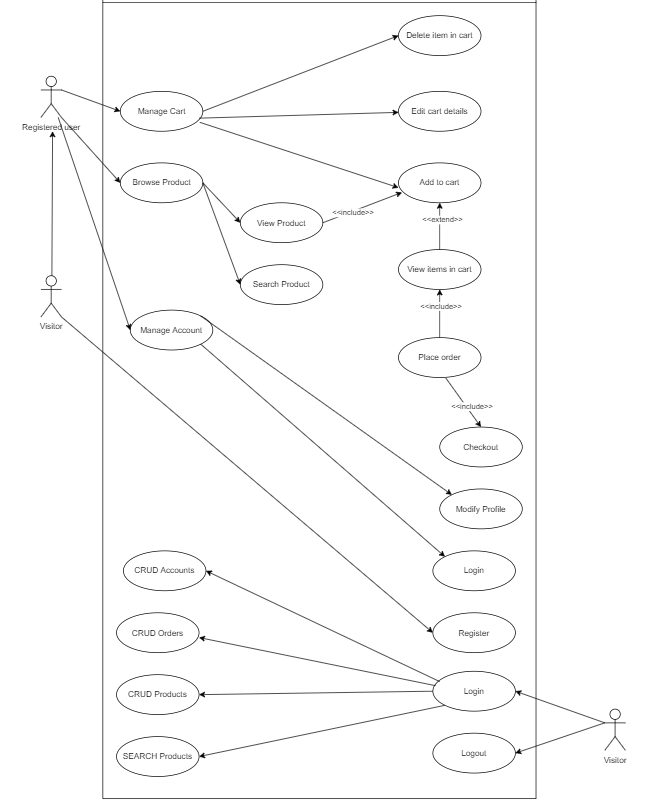 Delete item in cart
Manage Cart
Edit cart details
Registered user
Browse Product
Add to cart
<<include>>
View Product
<<extend>>
View items in cart
Search Product
<<include>>
Visitor
Manage Account
Place order
<<include>>
Checkout
Modify Profile
CRUD Accounts
Login
CRUD Orders
Register
CRUD Products
Login
SEARCH Products
Logout
Visitor